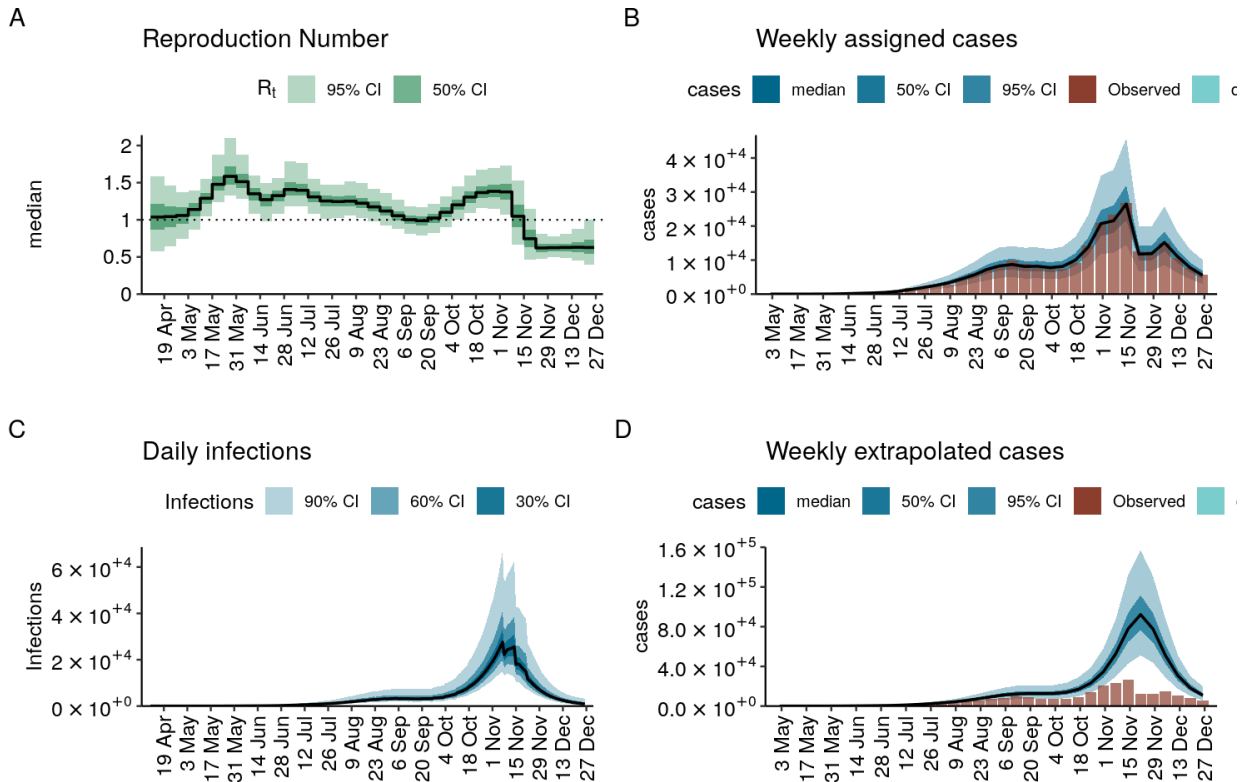 A
Reproduction Number
Rt 95% CI 50% CI
median
2
1.5
1
0.5
0
19 Apr
3 May
17 May
31 May
14 Jun
28 Jun
12 Jul
26 Jul
9 Aug
23 Aug
6 Sep
20 Sep
4 Oct
18 Oct
1 Nov
15 Nov
29 Nov
13 Dec
27 Dec
B
Weekly assigned cases
cases median 50% CI 95% CI Observed
cases
4 × 10⁺⁴
3 × 10⁺⁴
2 × 10⁺⁴
1 × 10⁺⁴
0 × 10⁺⁰
3 May
17 May
31 May
14 Jun
28 Jun
12 Jul
26 Jul
9 Aug
23 Aug
6 Sep
20 Sep
4 Oct
18 Oct
1 Nov
15 Nov
29 Nov
13 Dec
27 Dec
C
Daily infections
Infections 90% CI 60% CI 30% CI
Infections
6 × 10⁺⁴
4 × 10⁺⁴
2 × 10⁺⁴
0 × 10⁺⁰
19 Apr
3 May
17 May
31 May
14 Jun
28 Jun
12 Jul
26 Jul
9 Aug
23 Aug
6 Sep
20 Sep
4 Oct
18 Oct
1 Nov
15 Nov
29 Nov
13 Dec
27 Dec
D
Weekly extrapolated cases
cases median 50% CI 95% CI Observed
cases
1.6 × 10⁺⁵
1.2 × 10⁺⁵
8.0 × 10⁺⁴
4.0 × 10⁺⁴
0.0 × 10⁺⁰
3 May
17 May
31 May
14 Jun
28 Jun
12 Jul
26 Jul
9 Aug
23 Aug
6 Sep
20 Sep
4 Oct
18 Oct
1 Nov
15 Nov
29 Nov
13 Dec
27 Dec